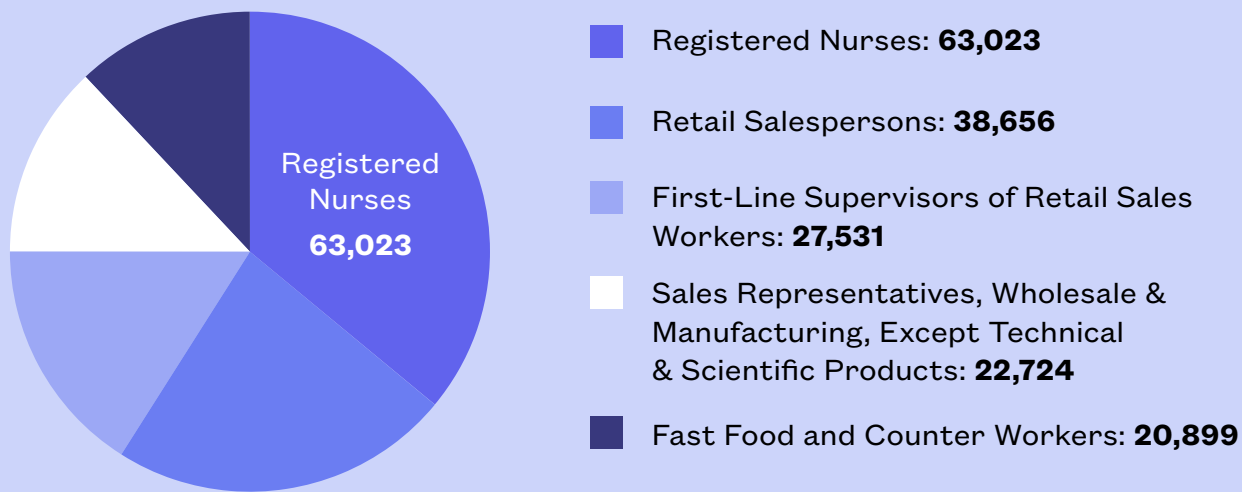 Registered
Nurses
63,023
Registered Nurses: 63,023
Retail Salespersons: 38,656
First-Line Supervisors of Retail Sales
Workers: 27,531
Sales Representatives, Wholesale &
Manufacturing, Except Technical
& Scientific Products: 22,724
Fast Food and Counter Workers: 20,899